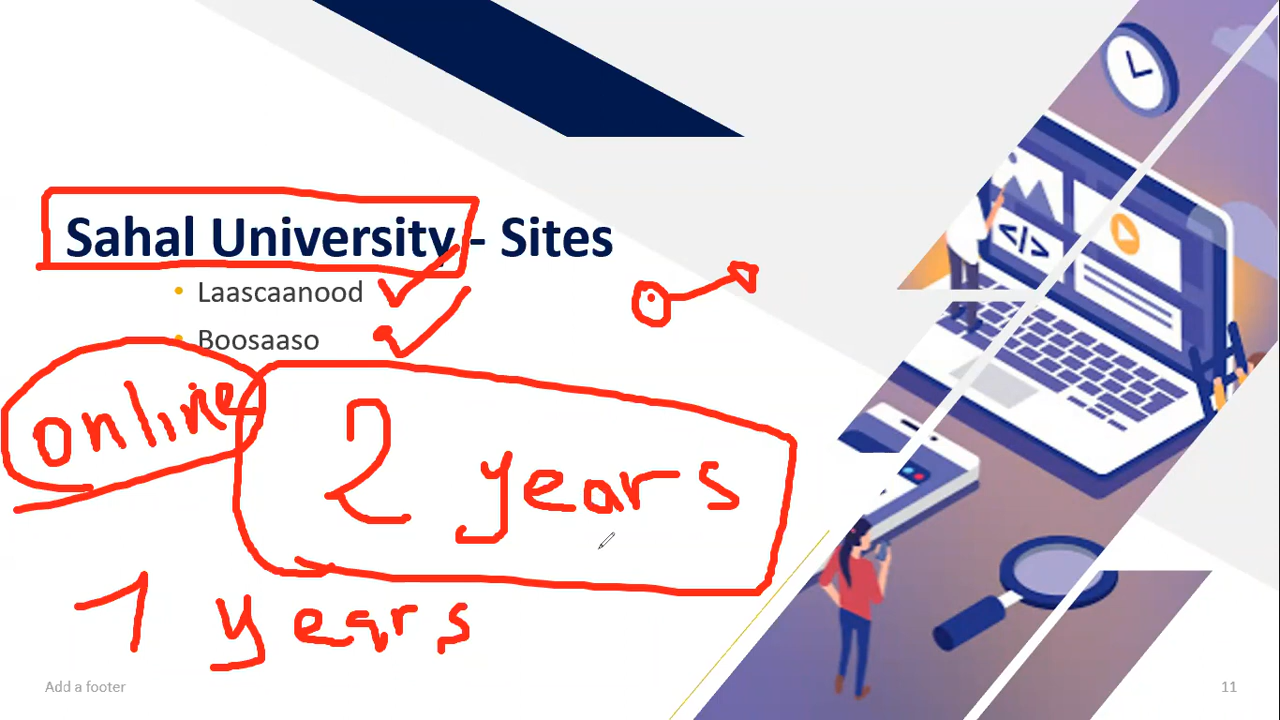 Sahal University - Sites
• Laascaanood
• Boosaaso
online
2 years
1 years
Add a footer
11